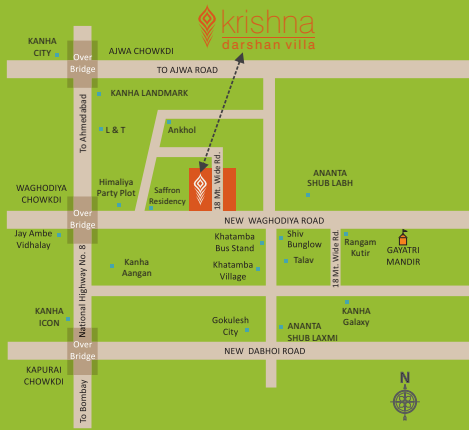 krishna
darshan villa
KANHA
CITY
Over
Bridge
AJWA CHOWKDI
TO AJWA ROAD
KANHA LANDMARK
To Ahmedabad
L & T
Ankhol
18 Mt. Wide Rd.
ANANTA
SHUB LABH
WAGHODIYA
CHOWKDI
Himaliya
Party Plot
Saffron
Residency
Over
Bridge
NEW WAGHODIYA ROAD
Jay Ambe
Vidhalay
National Highway No. 8
Kanha
Aangan
Khatamba
Bus Stand
Khatamba
Village
Shiv
Bunglow
Talav
18 Mt. Wide Rd.
Rangam
Kutir
GAYATRI
MANDIR
KANHA
ICON
Gokulesh
City
ANANTA
SHUB LAXMI
KANHA
Galaxy
Over
Bridge
NEW DABHOI ROAD
KAPURAI
CHOWKDI
To Bombay
N